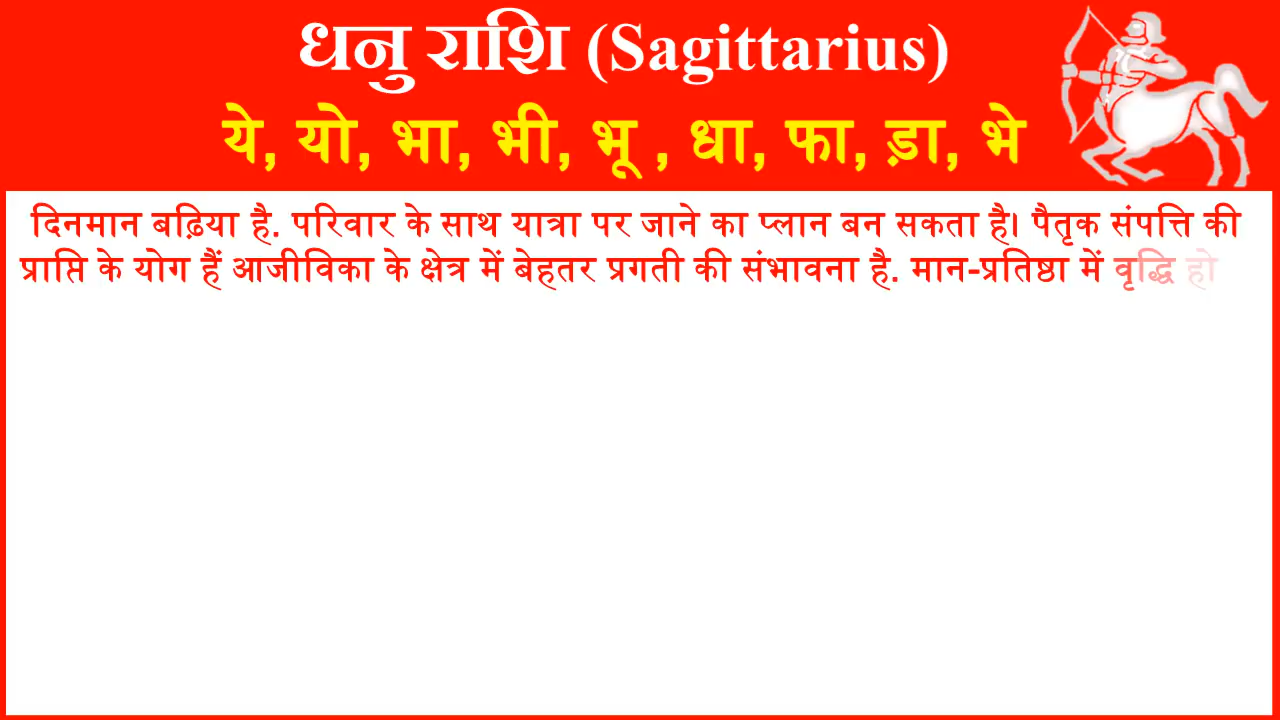 धनु राशि (Sagittarius)
ये, यो, भा, भी, भू , धा, फा, ड़ा, भे
दिनमान बढ़िया है. परिवार के साथ यात्रा पर जाने का प्लान बन सकता है। पैतृक संपत्ति की
प्राप्ति के योग हैं आजीविका के क्षेत्र में बेहतर प्रगती की संभावना है. मान-प्रतिष्ठा में वृद्धि हो